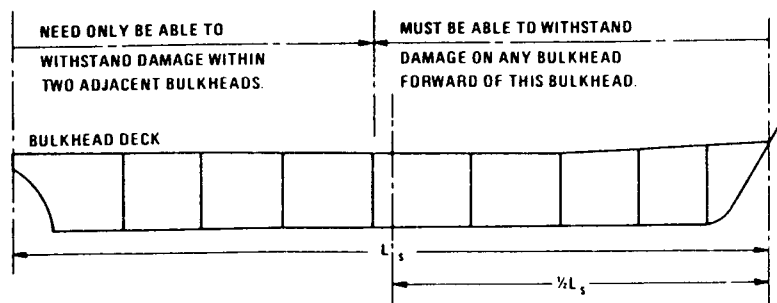 NEED ONLY BE ABLE TO
WITHSTAND DAMAGE WITHIN
TWO ADJACENT BULKHEADS.
MUST BE ABLE TO WITHSTAND
DAMAGE ON ANY BULKHEAD
FORWARD OF THIS BULKHEAD.
BULKHEAD DECK
Ls
½Ls